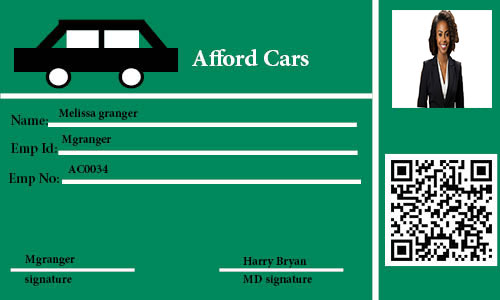 Afford Cars
Name: Melissa granger
Emp Id: Mgranger
Emp No: AC0034
Mgranger Harry Bryan
signature MD signature